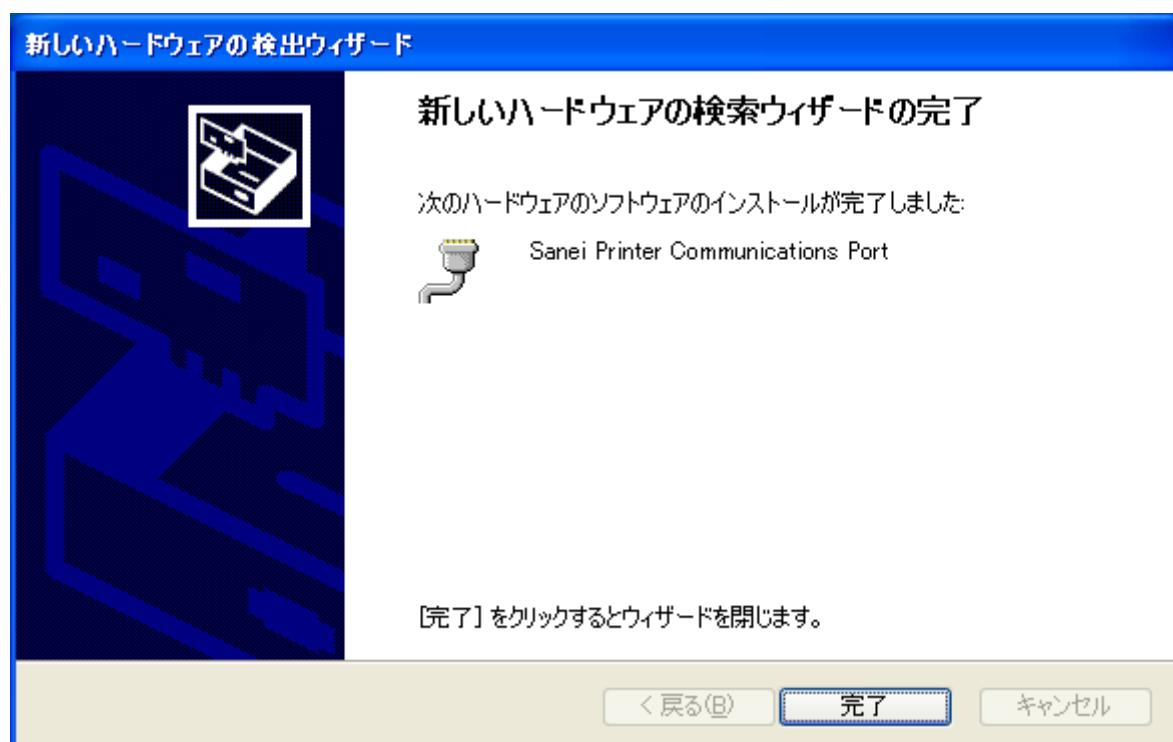 新しいハードウェアの検出ウィザード
新しいハードウェアの検索ウィザードの完了
次のハードウェアのソフトウェアのインストールが完了しました:
Sanei Printer Communications Port
[完了] をクリックするとウィザードを閉じます。
< 戻る(B) 完了 キャンセル